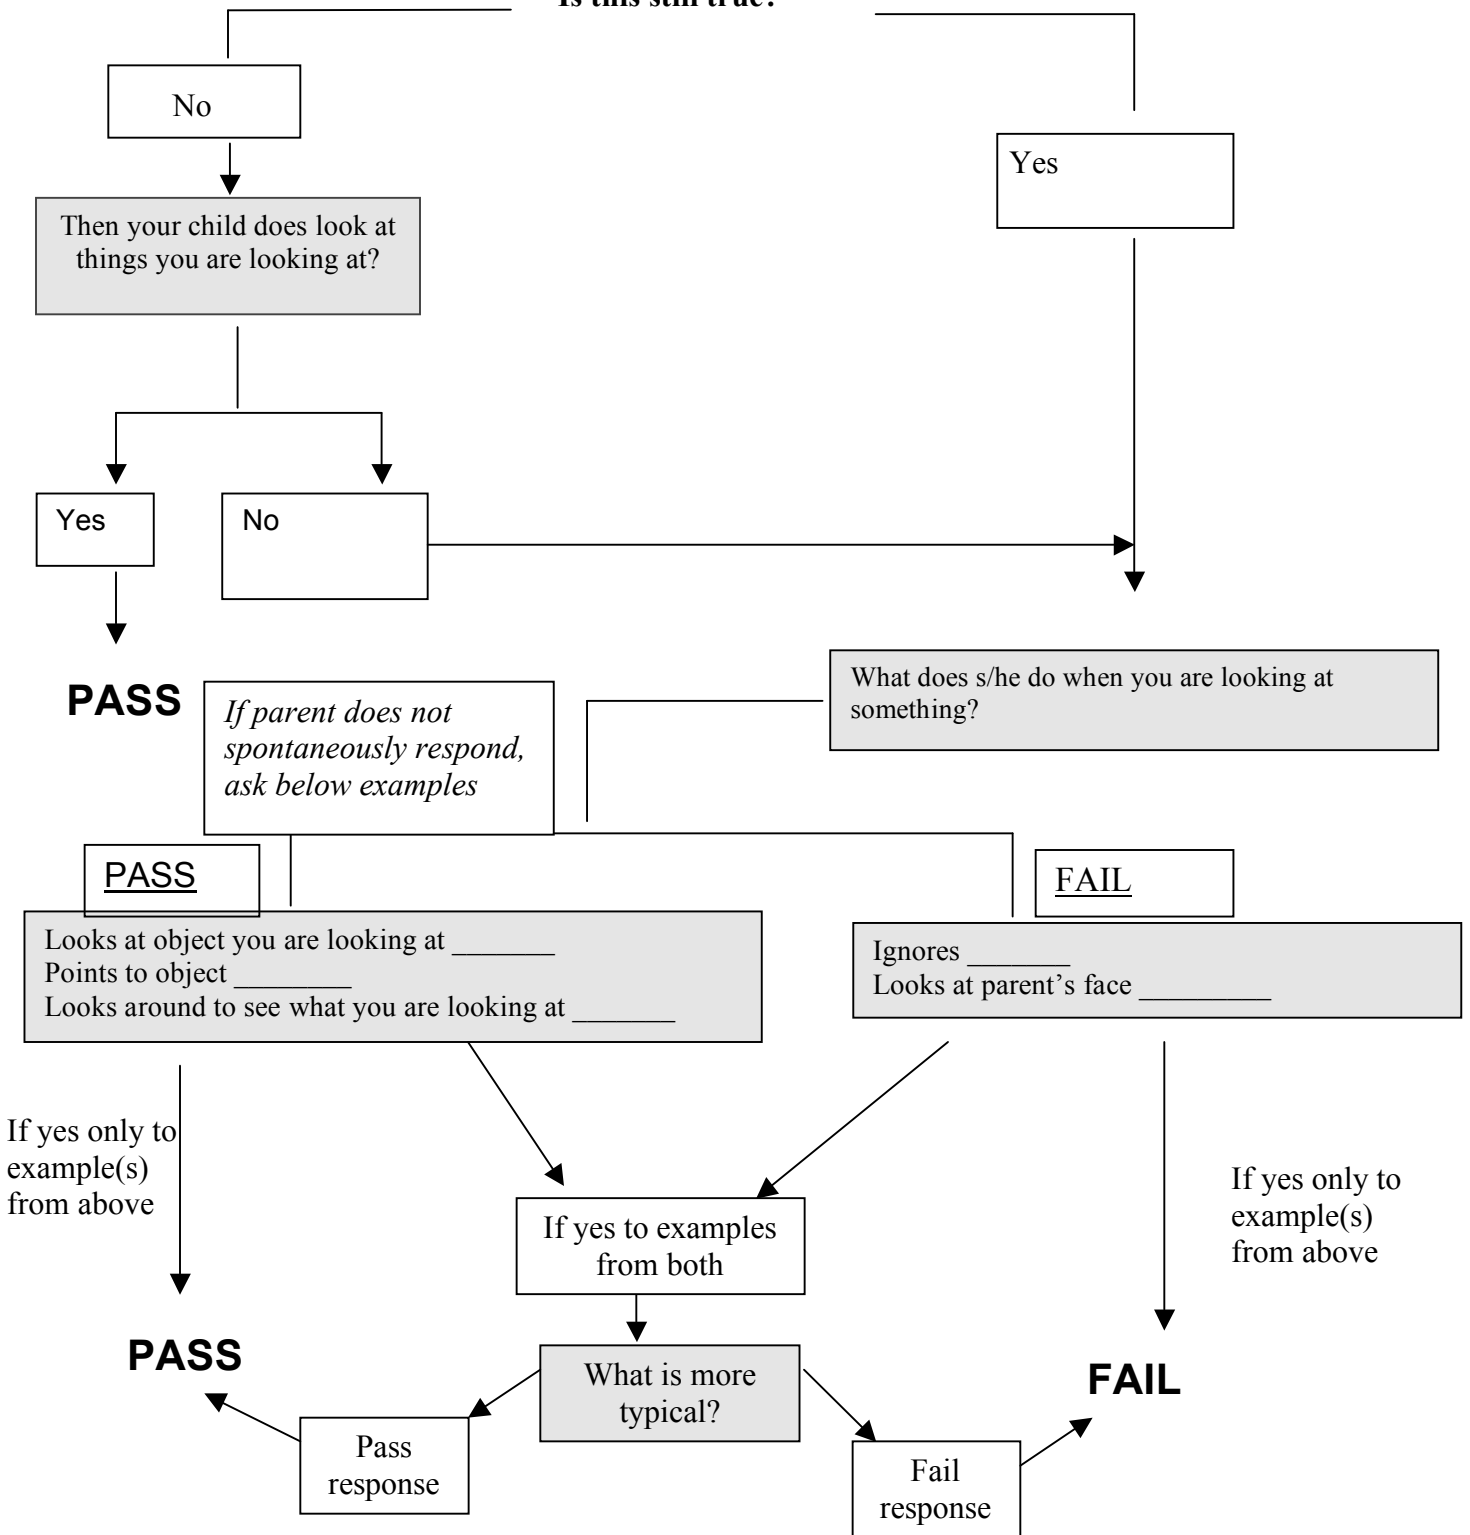 Is this still true?
No
Yes
Then your child does look at
things you are looking at?
Yes
No
PASS
If parent does not
spontaneously respond,
ask below examples
What does s/he do when you are looking at
something?
PASS
FAIL
Looks at object you are looking at _______
Points to object ________
Looks around to see what you are looking at _______
Ignores _______
Looks at parent’s face _________
If yes only to
example(s)
from above
If yes to examples
from both
If yes only to
example(s)
from above
PASS
What is more
typical?
FAIL
Pass
response
Fail
response